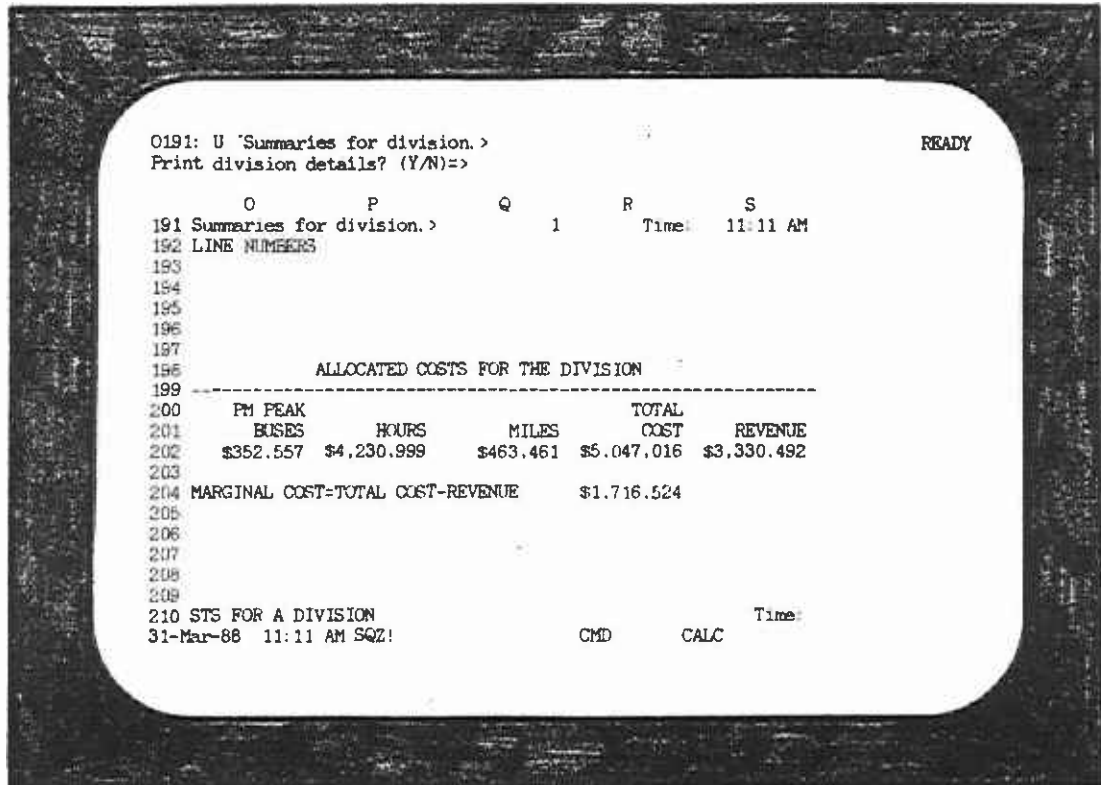 O191: U ´Summaries for division.> READY
Print division details? (Y/N)=>
O P Q R S
191 Summaries for division.> 1 Time: 11:11 AM
192 LINE NUMBERS
193
194
195
196
197
198 ALLOCATED COSTS FOR THE DIVISION
199 ------------------------------------------------------------
200 PM PEAK TOTAL
201 BUSES HOURS MILES COST REVENUE
202 $352.557 $4,230.999 $463.461 $5.047,016 $3,330.492
203
204 MARGINAL COST=TOTAL COST-REVENUE $1.716.524
205
206
207
208
209
210 STS FOR A DIVISION Time:
31-Mar-88 11:11 AM SQZ! CMD CALC